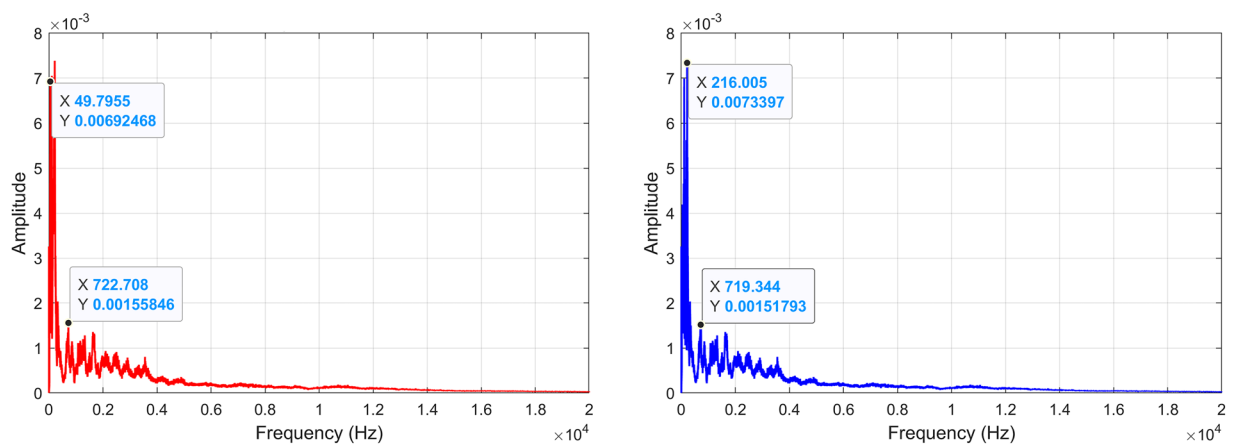 ×10⁻³
8
7
6
5
4
3
2
1
0
Amplitude
X 49.7955
Y 0.00692468
X 722.708
Y 0.00155846
0 0.2 0.4 0.6 0.8 1 1.2 1.4 1.6 1.8 2
Frequency (Hz)
×10⁴
×10⁻³
8
7
6
5
4
3
2
1
0
Amplitude
X 216.005
Y 0.0073397
X 719.344
Y 0.00151793
0 0.2 0.4 0.6 0.8 1 1.2 1.4 1.6 1.8 2
Frequency (Hz)
×10⁴